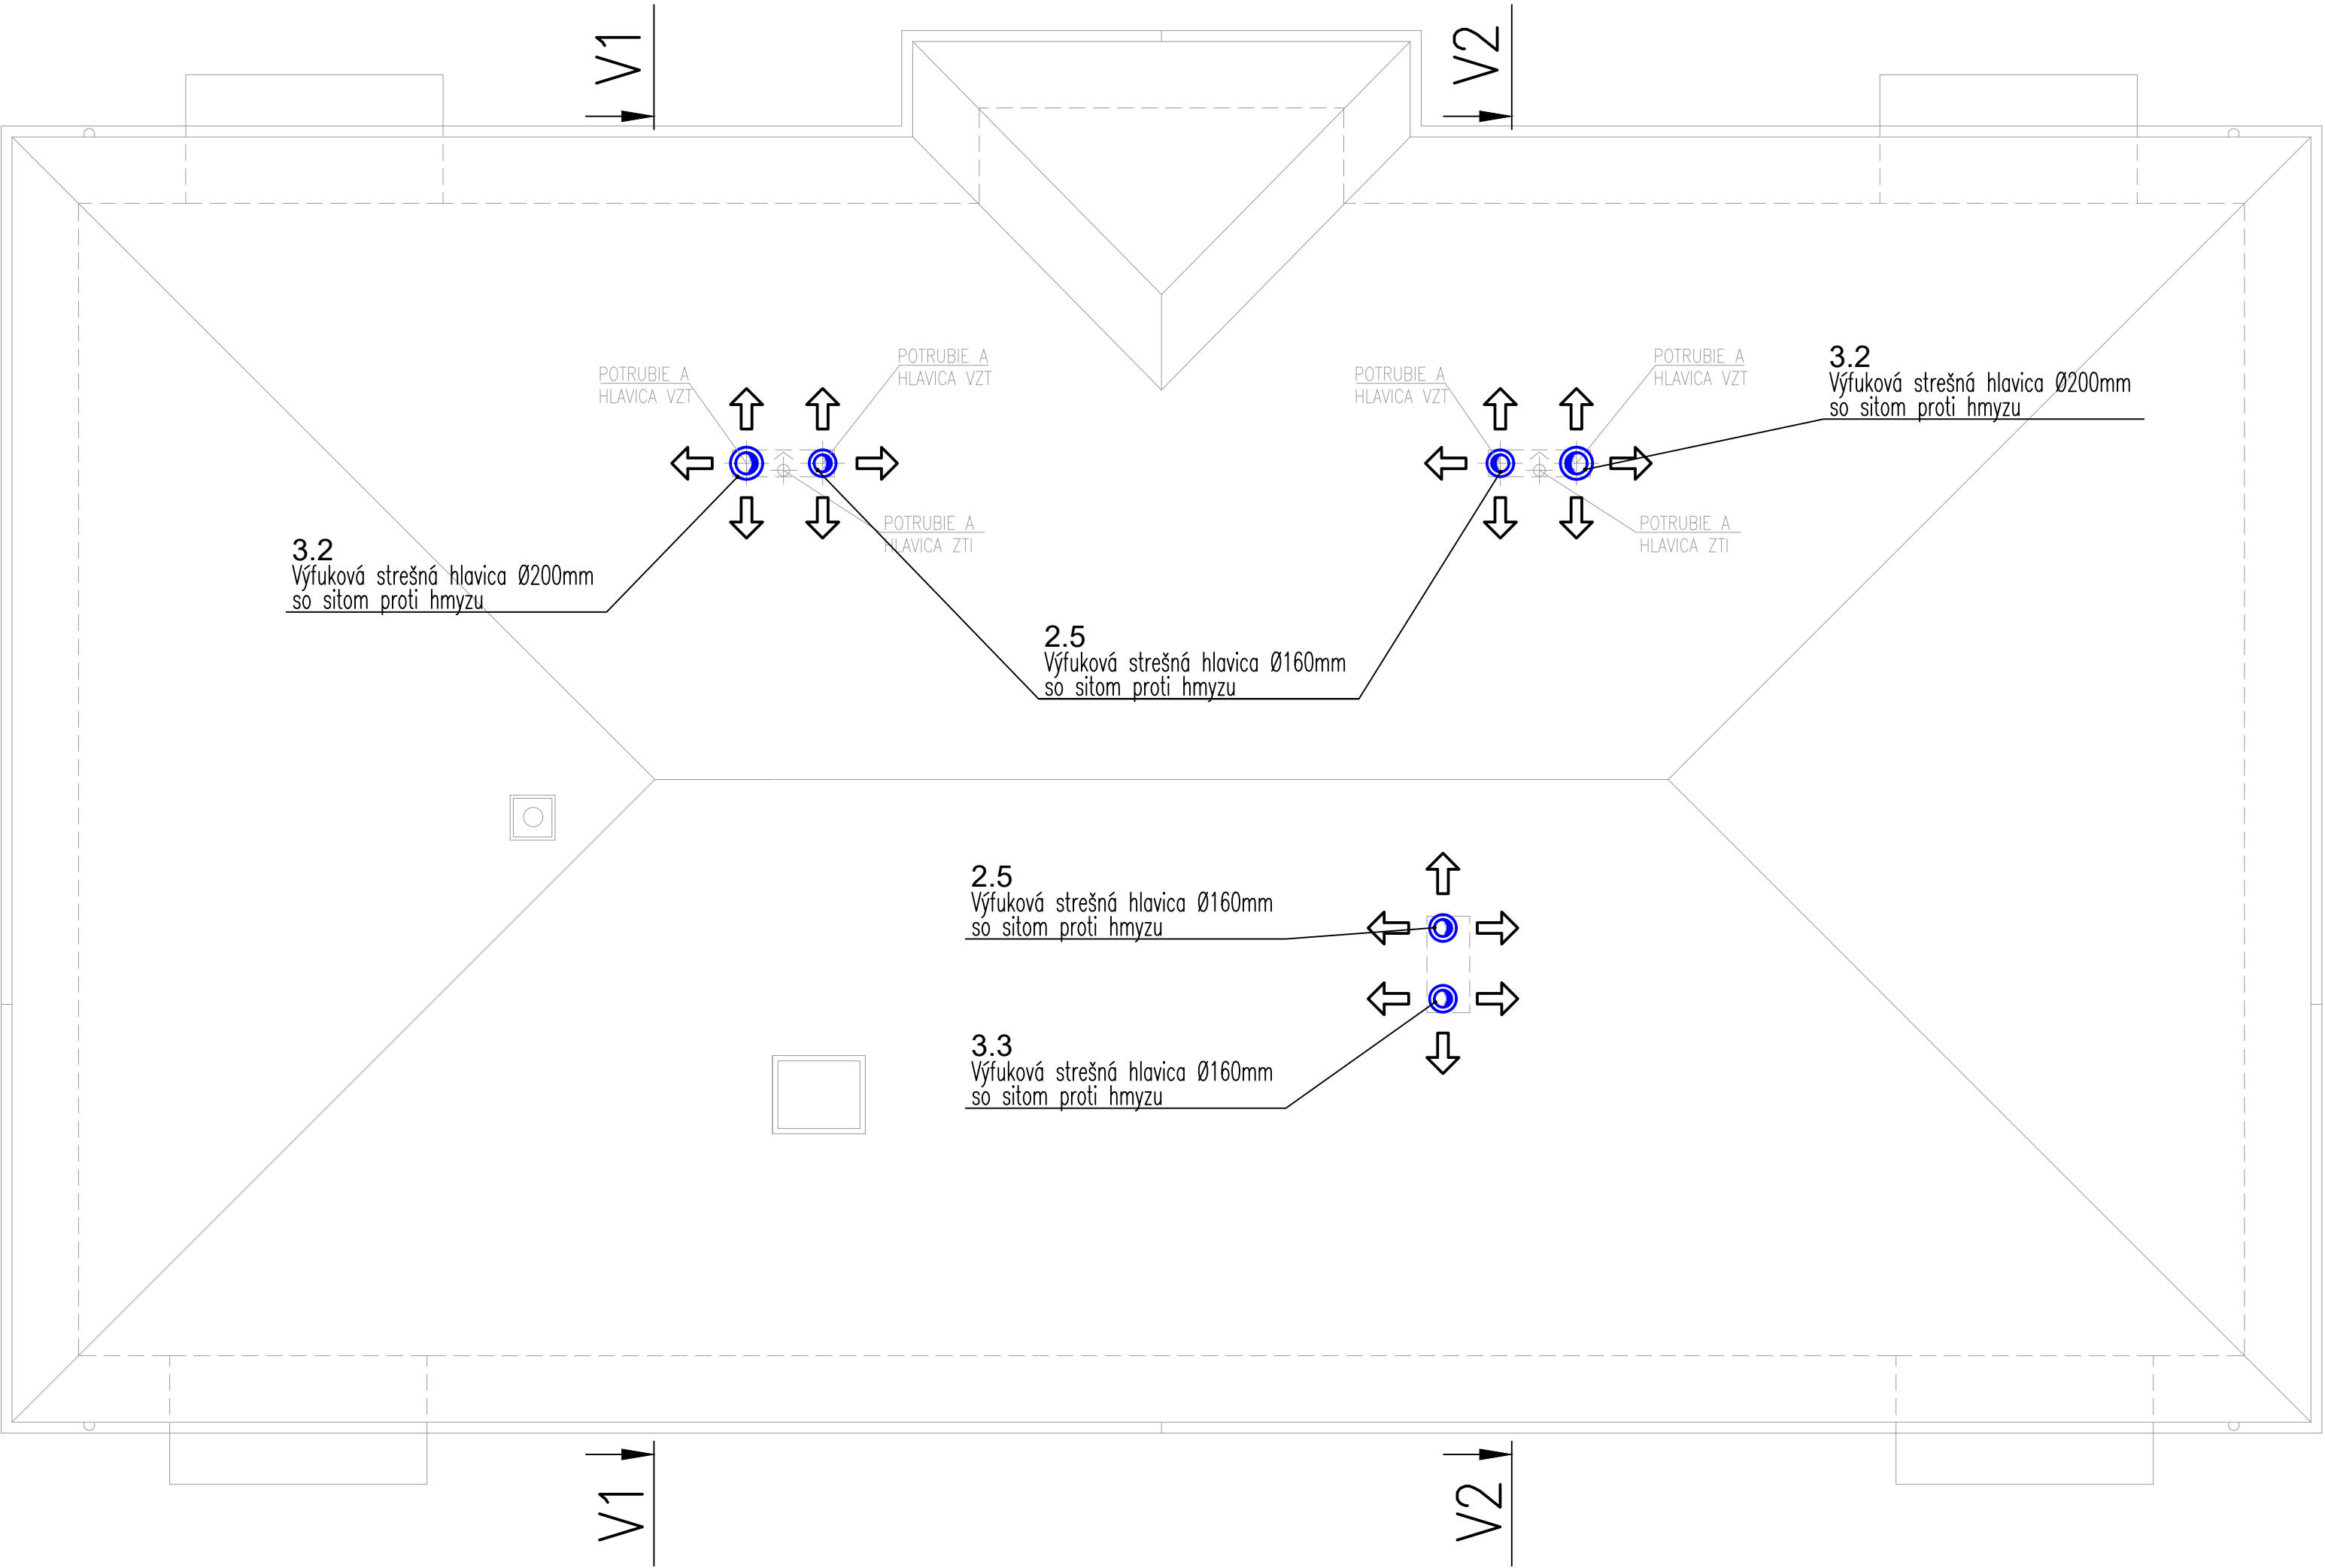 V1
V2
POTRUBIE A
HLAVICA VZT
POTRUBIE A
HLAVICA VZT
POTRUBIE A
HLAVICA VZT
POTRUBIE A
HLAVICA VZT
3.2
Výfuková strešná hlavica Ø200mm
so sitom proti hmyzu
POTRUBIE A
HLAVICA ZTI
POTRUBIE A
HLAVICA ZTI
3.2
Výfuková strešná hlavica Ø200mm
so sitom proti hmyzu
2.5
Výfuková strešná hlavica Ø160mm
so sitom proti hmyzu
2.5
Výfuková strešná hlavica Ø160mm
so sitom proti hmyzu
3.3
Výfuková strešná hlavica Ø160mm
so sitom proti hmyzu
V1
V2